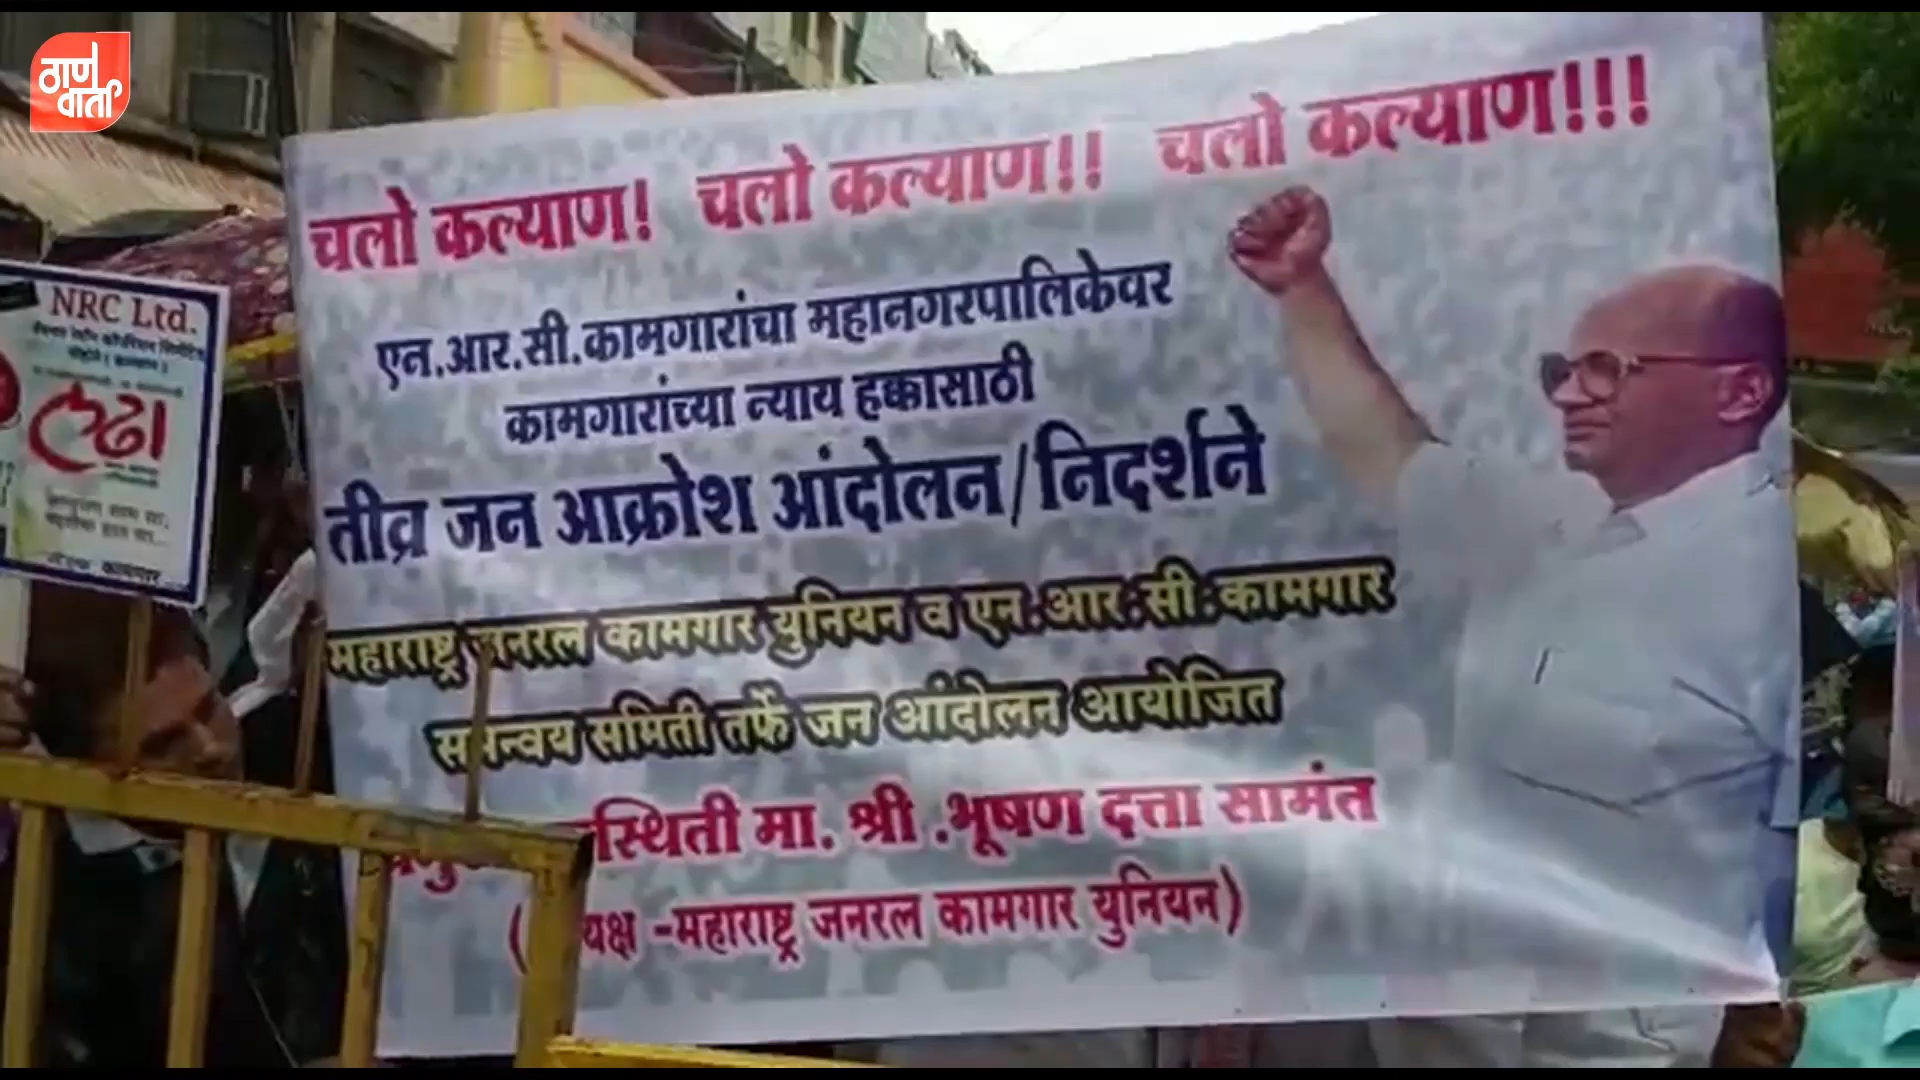 ठाणे
वार्ता
चलो कल्याण! चलो कल्याण!! चलो कल्याण!!!
एन.आर.सी.कामगारांचा महानगरपालिकेवर
कामगारांच्या न्याय हक्कासाठी
तीव्र जन आक्रोश आंदोलन/निदर्शने
महाराष्ट्र जनरल कामगार युनियन व एन.आर.सी.कामगार
समन्वय समिती तर्फे जन आंदोलन आयोजित
स्थिती मा. श्री .भूषण दत्ता सामंत
यक्ष -महाराष्ट्र जनरल कामगार युनियन)
NRC Ltd.
लढा
कामगार